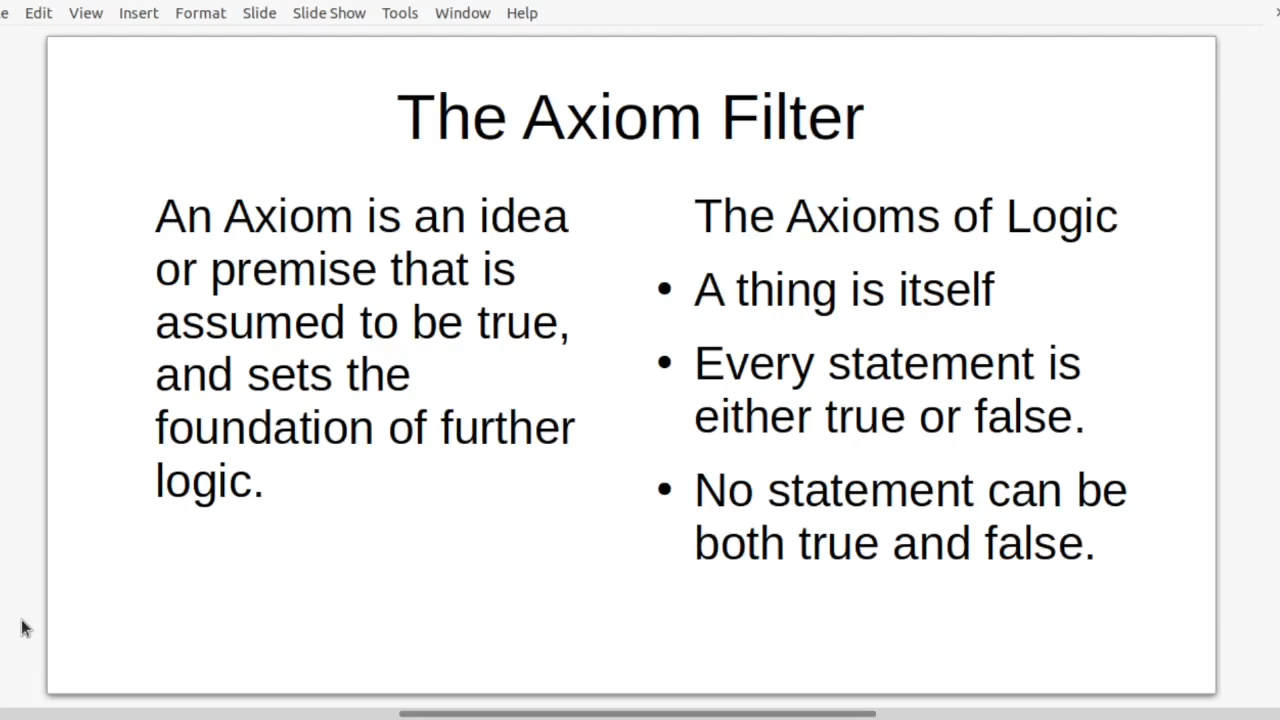 Edit View Insert Format Slide Slide Show Tools Window Help
The Axiom Filter
An Axiom is an idea
or premise that is
assumed to be true,
and sets the
foundation of further
logic.
The Axioms of Logic
• A thing is itself
• Every statement is
either true or false.
• No statement can be
both true and false.